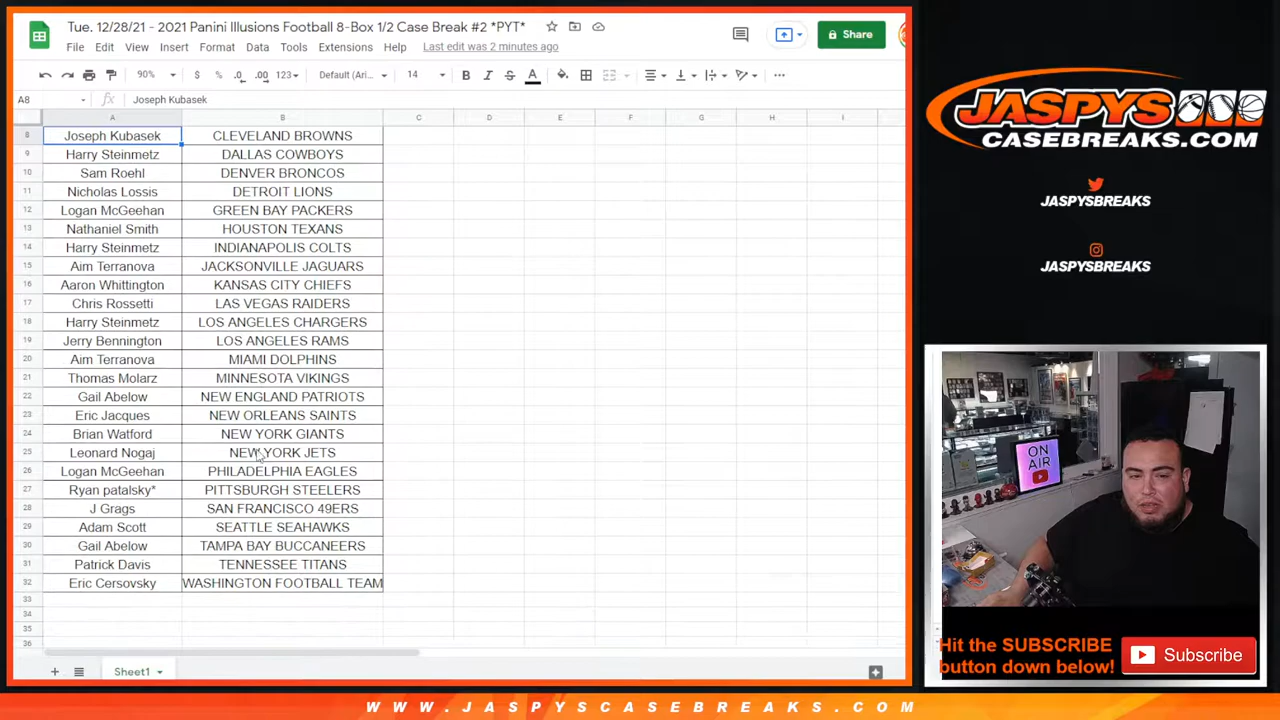 Tue. 12/28/21 - 2021 Panini Illusions Football 8-Box 1/2 Case Break #2 *PYT*
File Edit View Insert Format Data Tools Extensions Help Last edit was 2 minutes ago
Share
90% $ % .0 .00 123 Default (Ari... 14 B I S A
A8 fx Joseph Kubasek
A B C D E F G H I J
8 Joseph Kubasek CLEVELAND BROWNS
9 Harry Steinmetz DALLAS COWBOYS
10 Sam Roehl DENVER BRONCOS
11 Nicholas Lossis DETROIT LIONS
12 Logan McGeehan GREEN BAY PACKERS
13 Nathaniel Smith HOUSTON TEXANS
14 Harry Steinmetz INDIANAPOLIS COLTS
15 Aim Terranova JACKSONVILLE JAGUARS
16 Aaron Whittington KANSAS CITY CHIEFS
17 Chris Rossetti LAS VEGAS RAIDERS
18 Harry Steinmetz LOS ANGELES CHARGERS
19 Jerry Bennington LOS ANGELES RAMS
20 Aim Terranova MIAMI DOLPHINS
21 Thomas Molarz MINNESOTA VIKINGS
22 Gail Abelow NEW ENGLAND PATRIOTS
23 Eric Jacques NEW ORLEANS SAINTS
24 Brian Watford NEW YORK GIANTS
25 Leonard Nogaj NEW YORK JETS
26 Logan McGeehan PHILADELPHIA EAGLES
27 Ryan patalsky* PITTSBURGH STEELERS
28 J Grags SAN FRANCISCO 49ERS
29 Adam Scott SEATTLE SEAHAWKS
30 Gail Abelow TAMPA BAY BUCCANEERS
31 Patrick Davis TENNESSEE TITANS
32 Eric Cersovsky WASHINGTON FOOTBALL TEAM
33
34
35
36
Sheet1
JASPYS
CASEBREAKS.COM
JASPYSBREAKS
JASPYSBREAKS
ON
AIR
Hit the SUBSCRIBE
button down below!
Subscribe
WWW.JASPYSCASEBREAKS.COM